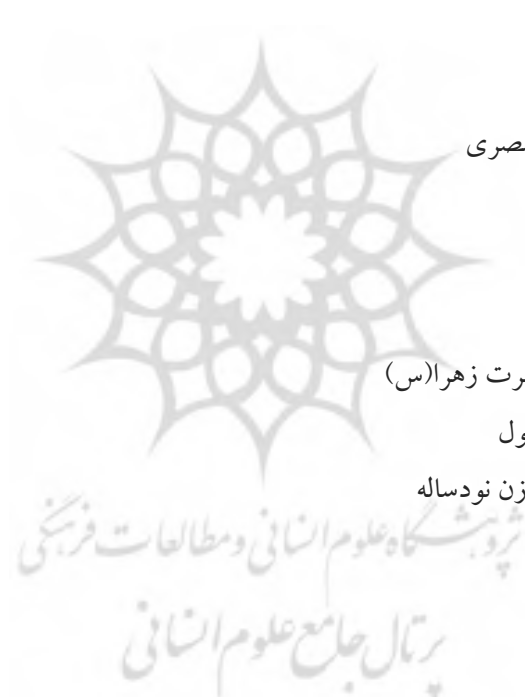 صری
رت زهرا(س)
ول
زن نودساله
پژوهشگاه علوم انسانی و مطالعات فرهنگی
پرتال جامع علوم انسانی